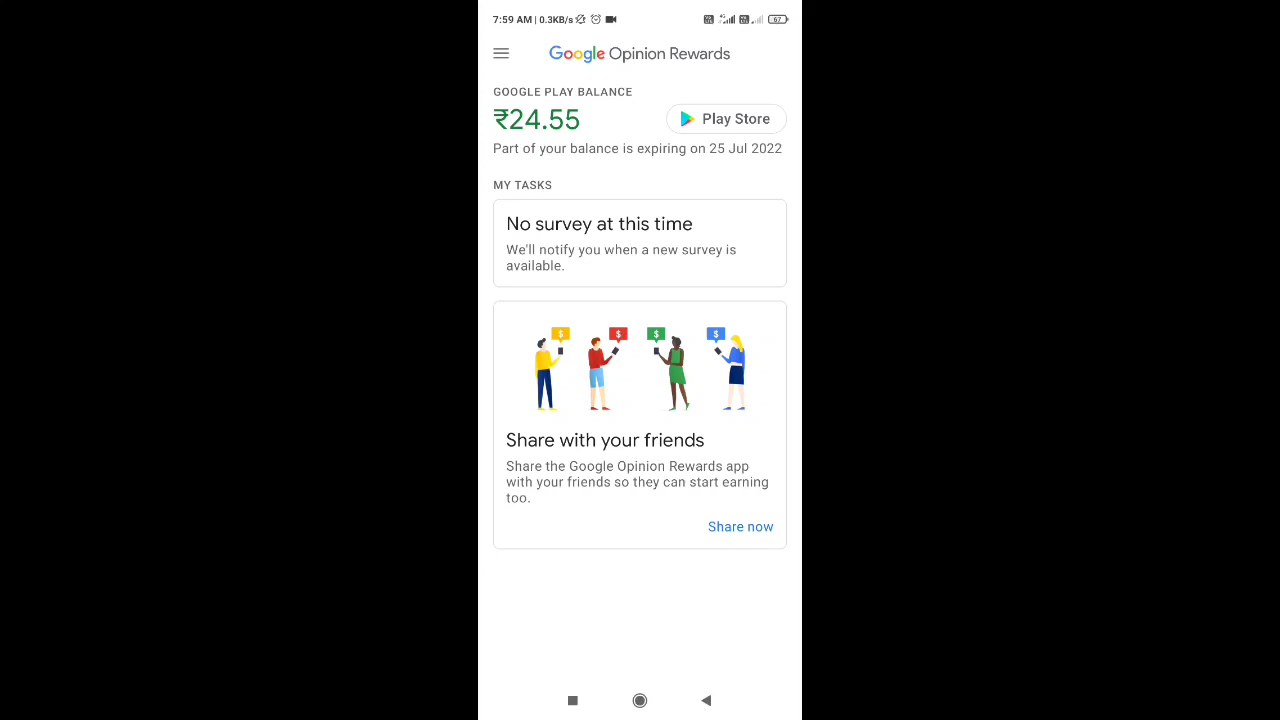 7:59 AM | 0.3KB/s
67
Google Opinion Rewards
GOOGLE PLAY BALANCE
₹24.55
Play Store
Part of your balance is expiring on 25 Jul 2022
MY TASKS
No survey at this time
We'll notify you when a new survey is
available.
$ $ $ $
Share with your friends
Share the Google Opinion Rewards app
with your friends so they can start earning
too.
Share now